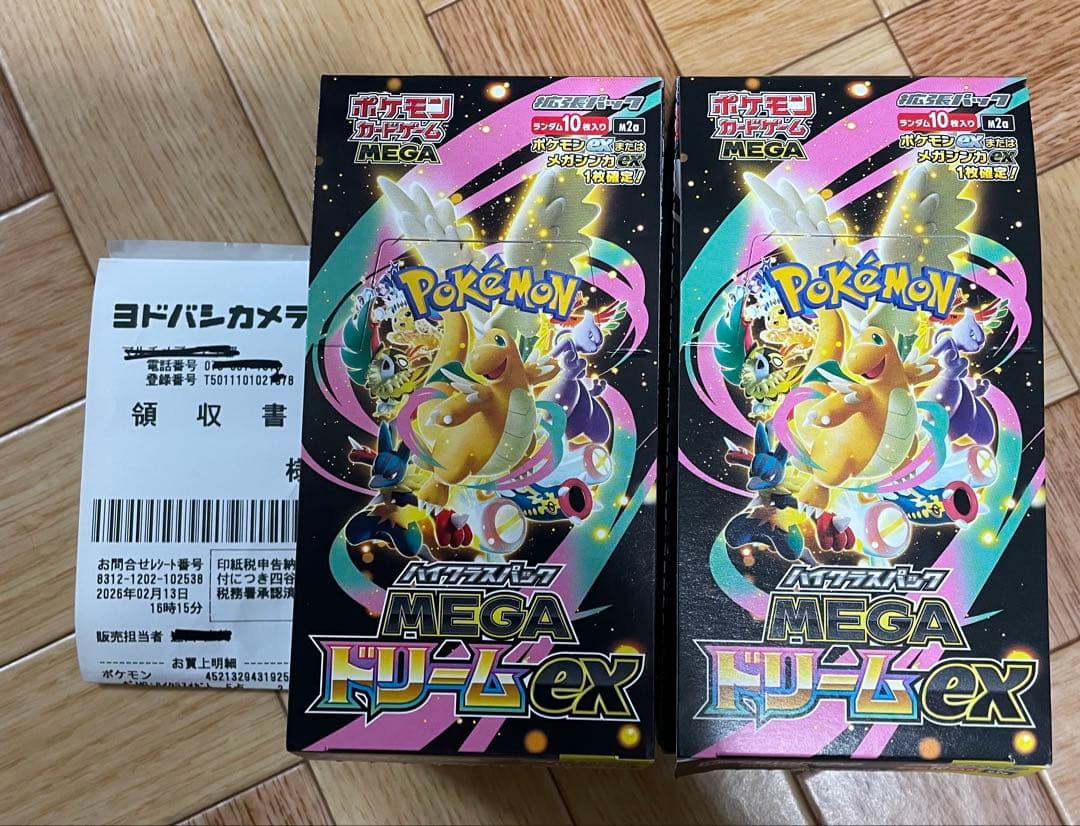 ヨドバシカメラ
電話番号
登録番号 T5011101021
領収書
様
お問合せレシート番号
8312-1202-102538
2026年02月13日
16時15分
印紙税申告納
付につき四谷
税務署承認済
販売担当者
お買上明細
ポケモン 4521329431925
ポケモン
カードゲーム
MEGA
拡張パック
ランダム10枚入り M2a
ポケモンexまたは
メガシンカex
1枚確定!
POKÉMON
ハイクラスパック
MEGA
ドリームex
ポケモン
カードゲーム
MEGA
拡張パック
ランダム10枚入り M2a
ポケモンexまたは
メガシンカex
1枚確定!
POKÉMON
ハイクラスパック
MEGA
ドリームex